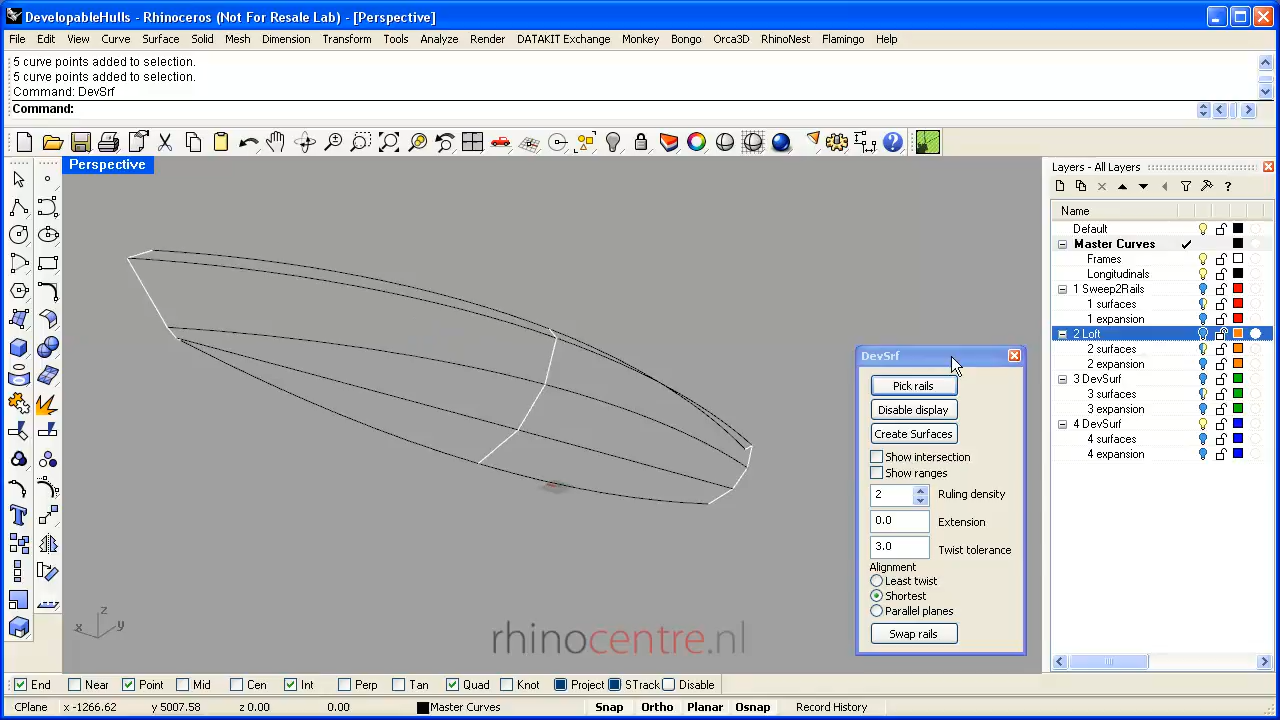 DevelopableHulls - Rhinoceros (Not For Resale Lab) - [Perspective]
File Edit View Curve Surface Solid Mesh Dimension Transform Tools Analyze Render DATAKIT Exchange Monkey Bongo Orca3D RhinoNest Flamingo Help
5 curve points added to selection.
5 curve points added to selection.
Command: DevSrf
Command:
Perspective
Layers - All Layers
Name
Default
Master Curves
Frames
Longitudinals
1 Sweep2Rails
1 surfaces
1 expansion
2 Loft
2 surfaces
2 expansion
3 DevSurf
3 surfaces
3 expansion
4 DevSurf
4 surfaces
4 expansion
DevSrf
Pick rails
Disable display
Create Surfaces
Show intersection
Show ranges
2 Ruling density
0.0 Extension
3.0 Twist tolerance
Alignment
Least twist
Shortest
Parallel planes
Swap rails
z
x y
rhinocentre.nl
End Near Point Mid Cen Int Perp Tan Quad Knot Project STrack Disable
CPlane x -1266.62 y 5007.58 z 0.00 0.00 Master Curves Snap Ortho Planar Osnap Record History